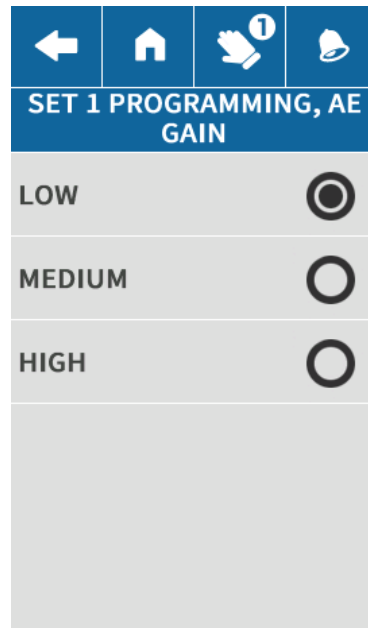 1
SET 1 PROGRAMMING, AE
GAIN
LOW
MEDIUM
HIGH